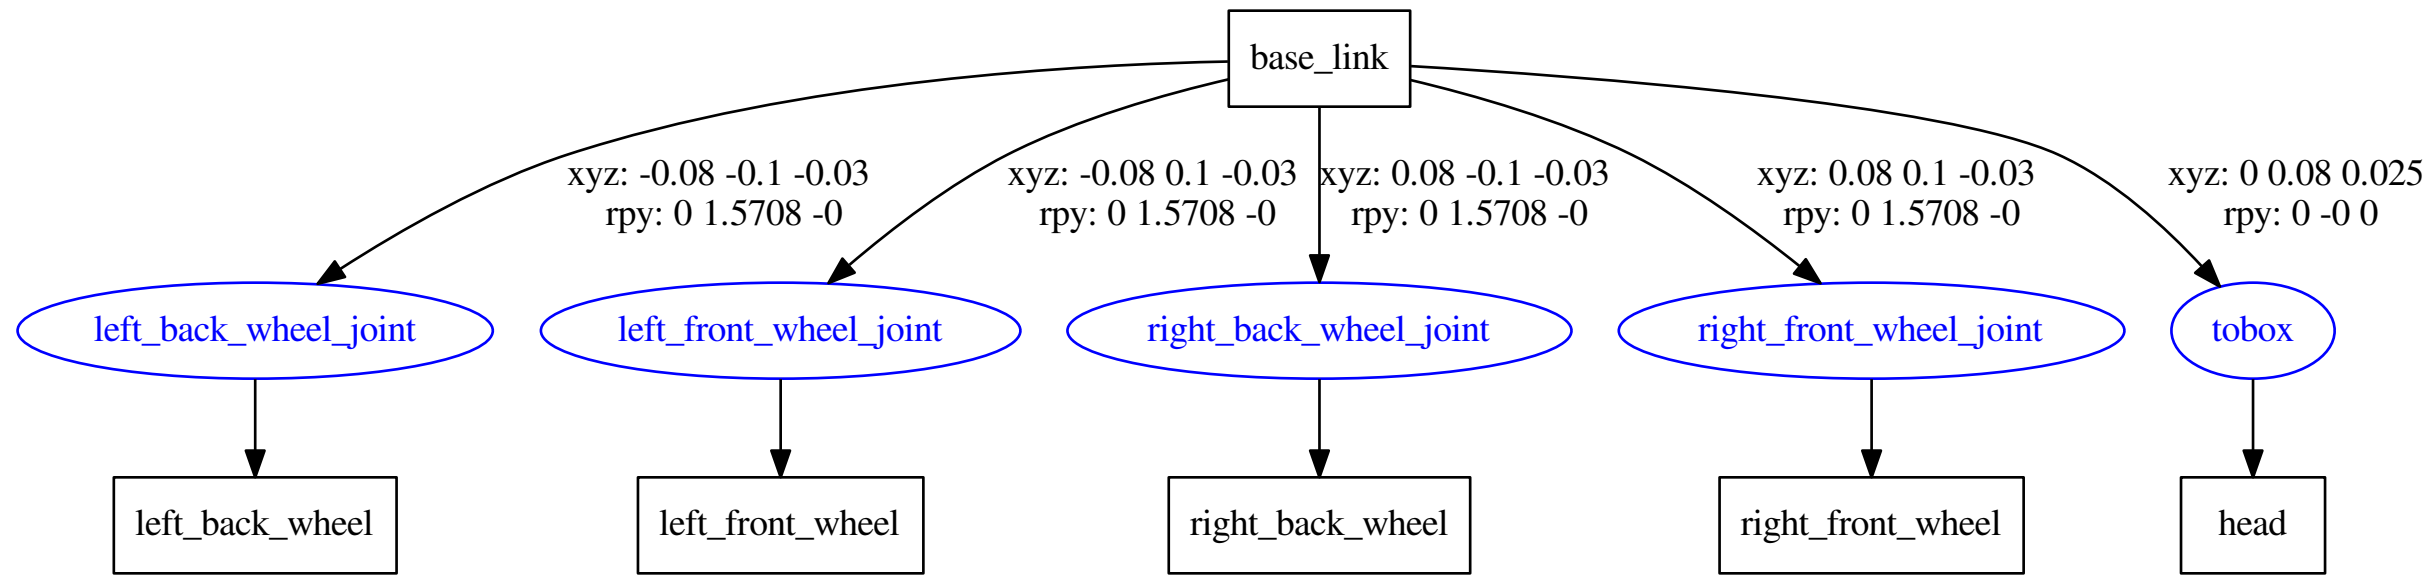 base_link
xyz: -0.08 -0.1 -0.03
rpy: 0 1.5708 -0
xyz: -0.08 0.1 -0.03
rpy: 0 1.5708 -0
xyz: 0.08 -0.1 -0.03
rpy: 0 1.5708 -0
xyz: 0.08 0.1 -0.03
rpy: 0 1.5708 -0
xyz: 0 0.08 0.025
rpy: 0 -0 0
left_back_wheel_joint
left_front_wheel_joint
right_back_wheel_joint
right_front_wheel_joint
tobox
left_back_wheel
left_front_wheel
right_back_wheel
right_front_wheel
head